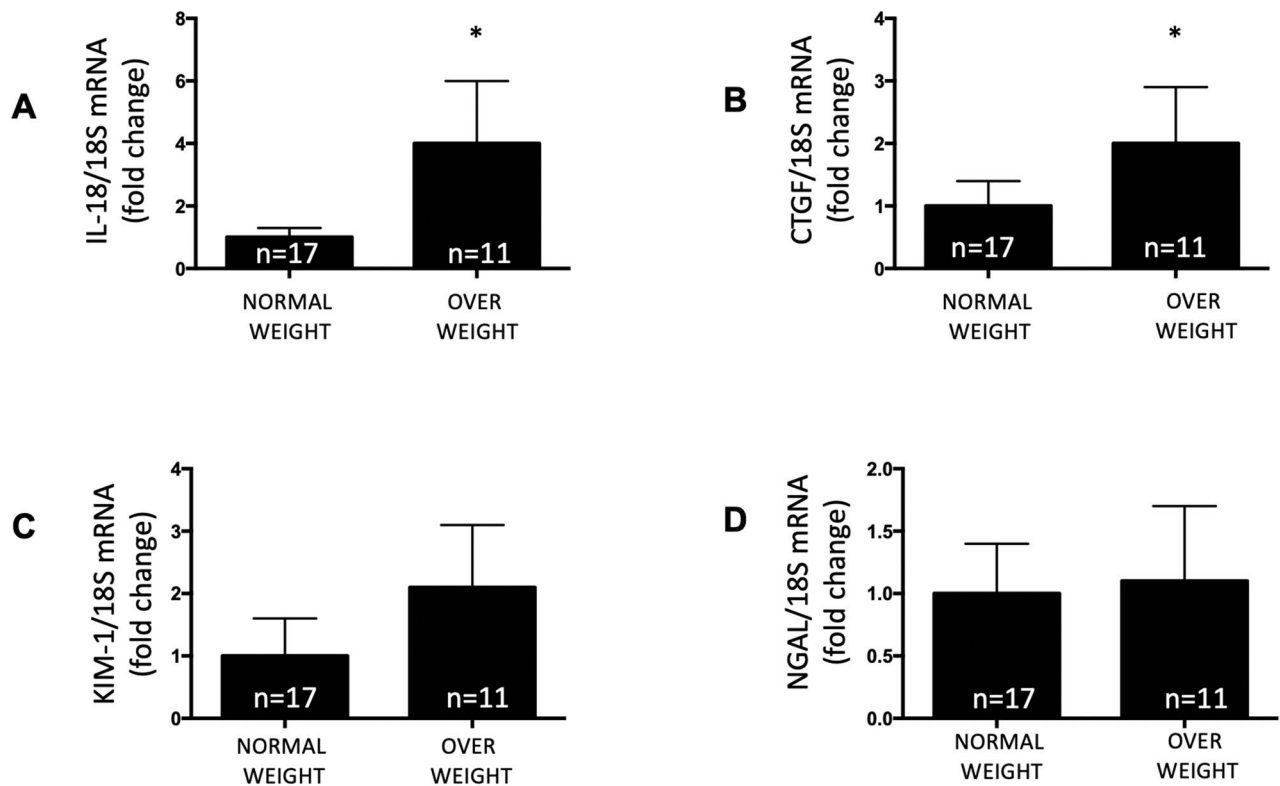 A
IL-18/18S mRNA
(fold change)
8
6
4
2
0
*
n=17
n=11
NORMAL
WEIGHT
OVER
WEIGHT
B
CTGF/18S mRNA
(fold change)
4
3
2
1
0
*
n=17
n=11
NORMAL
WEIGHT
OVER
WEIGHT
C
KIM-1/18S mRNA
(fold change)
4
3
2
1
0
n=17
n=11
NORMAL
WEIGHT
OVER
WEIGHT
D
NGAL/18S mRNA
(fold change)
2.0
1.5
1.0
0.5
0.0
n=17
n=11
NORMAL
WEIGHT
OVER
WEIGHT